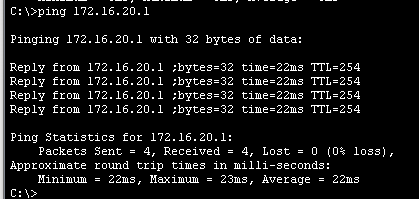 C:\>ping 172.16.20.1
Pinging 172.16.20.1 with 32 bytes of data:
Reply from 172.16.20.1 ;bytes=32 time=22ms TTL=254
Reply from 172.16.20.1 ;bytes=32 time=22ms TTL=254
Reply from 172.16.20.1 ;bytes=32 time=22ms TTL=254
Reply from 172.16.20.1 ;bytes=32 time=22ms TTL=254
Ping Statistics for 172.16.20.1:
Packets Sent = 4, Received = 4, Lost = 0 (0% loss),
Approximate round trip times in milli-seconds:
Minimum = 22ms, Maximum = 23ms, Average = 22ms
C:\>